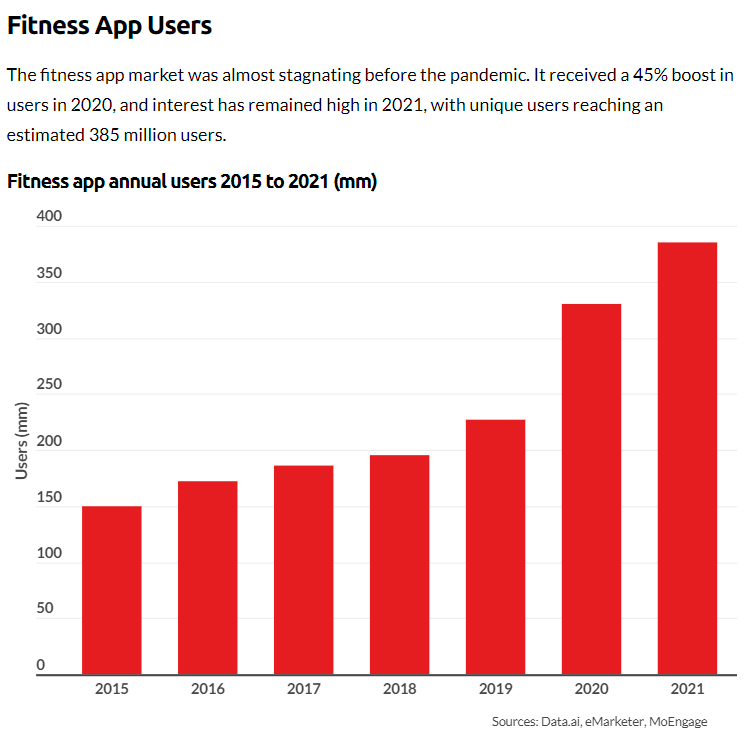 Fitness App Users
The fitness app market was almost stagnating before the pandemic. It received a 45% boost in
users in 2020, and interest has remained high in 2021, with unique users reaching an
estimated 385 million users.
Fitness app annual users 2015 to 2021 (mm)
400
350
300
250
200
150
100
50
0
Users (mm)
2015 2016 2017 2018 2019 2020 2021
Sources: Data.ai, eMarketer, MoEngage